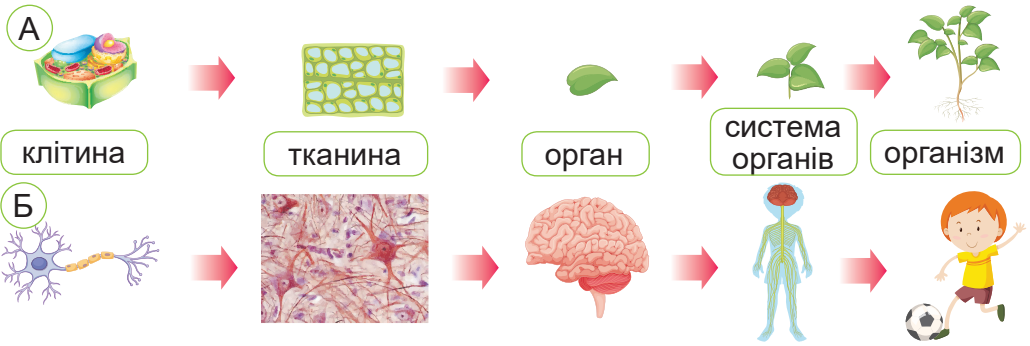 А
клітина
тканина
орган
система
органів
організм
Б